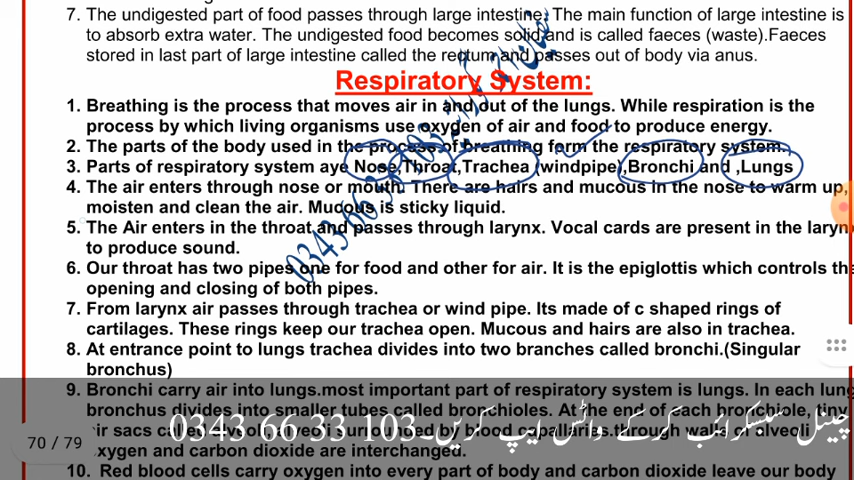 7. The undigested part of food passes through large intestine. The main function of large intestine is
to absorb extra water. The undigested food becomes solid and is called faeces (waste).Faeces
stored in last part of large intestine called the rectum and passes out of body via anus.
Respiratory System:
1. Breathing is the process that moves air in and out of the lungs. While respiration is the
process by which living organisms use oxygen of air and food to produce energy.
2. The parts of the body used in the process of breathing form the respiratory system.
3. Parts of respiratory system aye Nose,Throat,Trachea (windpipe),Bronchi and ,Lungs
4. The air enters through nose or mouth. There are hairs and mucous in the nose to warm up,
moisten and clean the air. Mucous is sticky liquid.
5. The Air enters in the throat and passes through larynx. Vocal cards are present in the laryn
to produce sound.
6. Our throat has two pipes one for food and other for air. It is the epiglottis which controls the
opening and closing of both pipes.
7. From larynx air passes through trachea or wind pipe. Its made of c shaped rings of
cartilages. These rings keep our trachea open. Mucous and hairs are also in trachea.
8. At entrance point to lungs trachea divides into two branches called bronchi.(Singular
bronchus)
9. Bronchi carry air into lungs.most important part of respiratory system is lungs. In each lung
bronchus divides into smaller tubes called bronchioles. At the end of each bronchiole, tiny
چینل سبسکرائب کرکے واٹس ایپ کریں۔0343 66 33 103
air sacs by blood capallaries.through walls of alveoli
70 / 79
oxygen and carbon dioxide are interchanged.
10. Red blood cells carry oxygen into every part of body and carbon dioxide leave our body